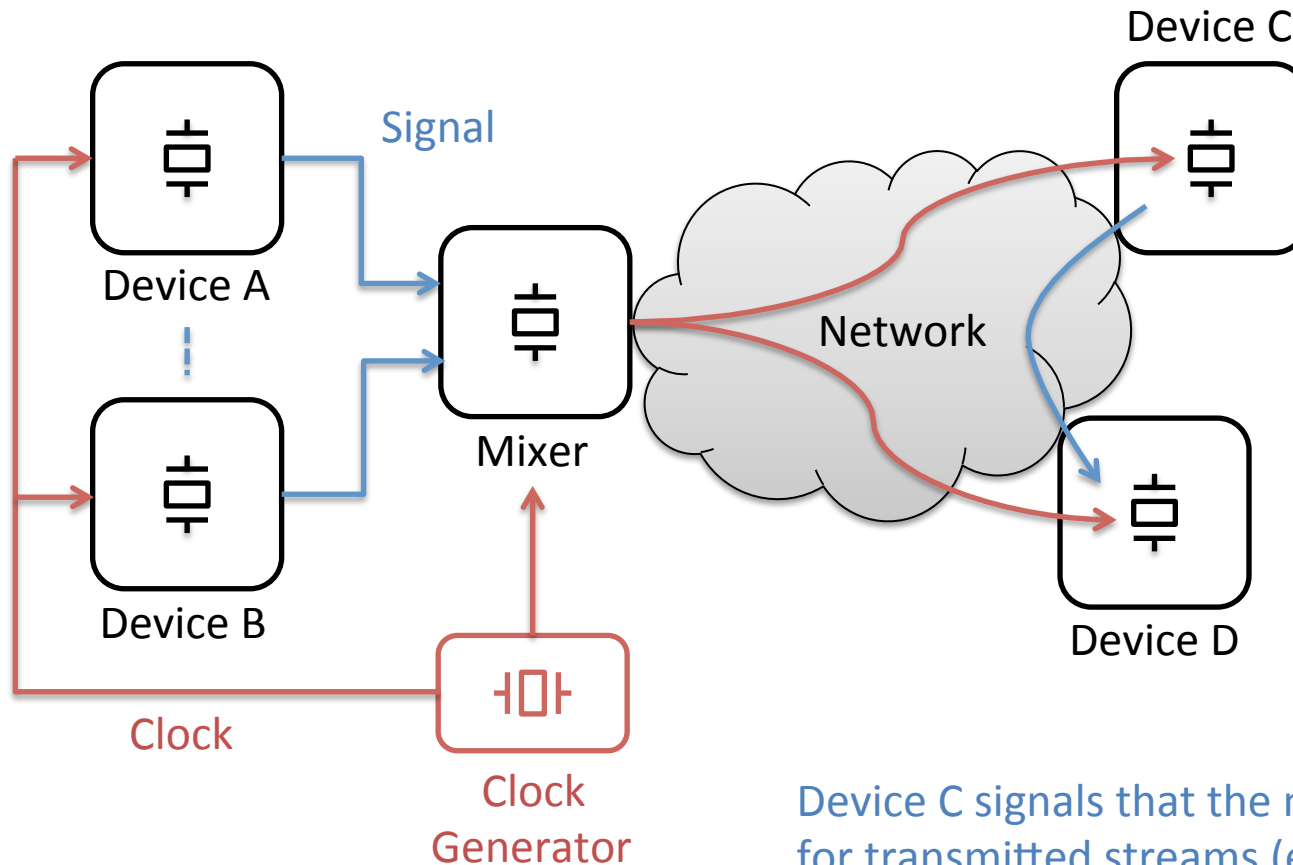 Device C
Signal
Device A
Network
Mixer
Device B
Device D
Clock
Clock
Generator
Device C signals that the
for transmitted streams